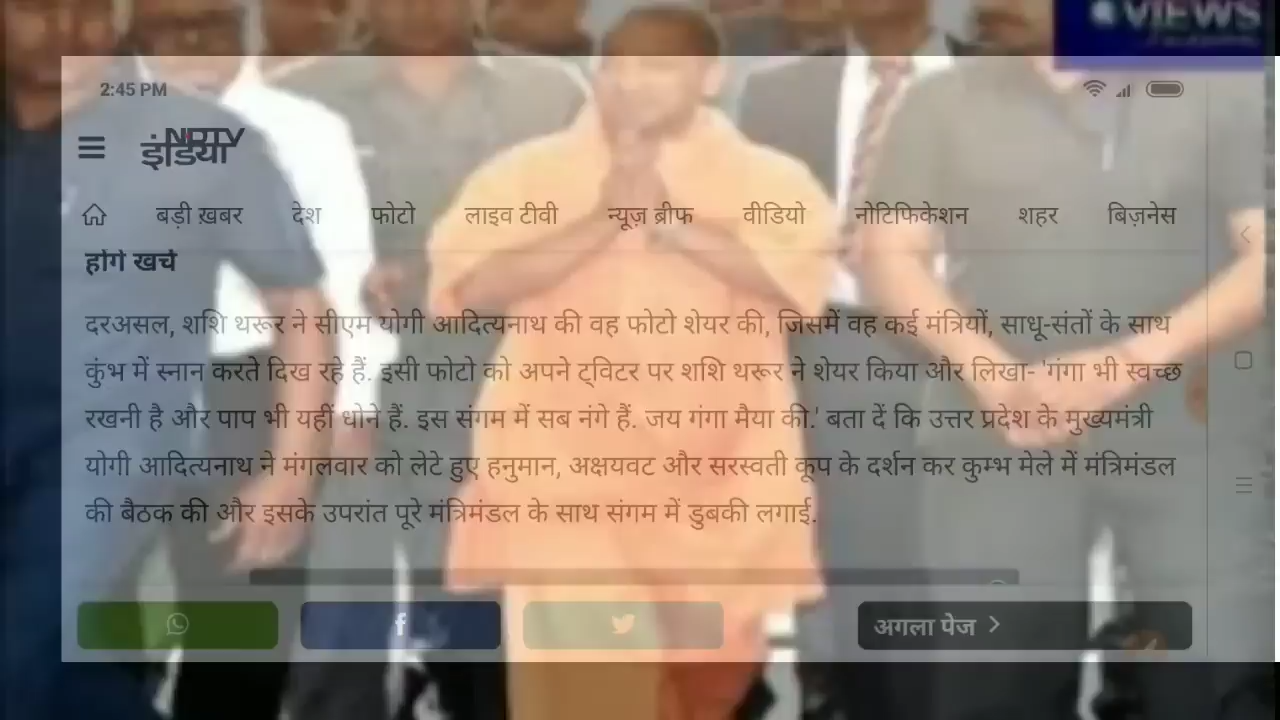 VIEWS
2:45 PM
NDTV
इंडिया
बड़ी ख़बर देश फोटो लाइव टीवी न्यूज़ ब्रीफ वीडियो नोटिफिकेशन शहर बिज़नेस
होंगे खर्च
दरअसल, शशि थरूर ने सीएम योगी आदित्यनाथ की वह फोटो शेयर की, जिसमें वह कई मंत्रियों, साधू-संतों के साथ
कुंभ में स्नान करते दिख रहे हैं. इसी फोटो को अपने ट्विटर पर शशि थरूर ने शेयर किया और लिखा- 'गंगा भी स्वच्छ
रखनी है और पाप भी यहीं धोने हैं. इस संगम में सब नंगे हैं. जय गंगा मैया की.' बता दें कि उत्तर प्रदेश के मुख्यमंत्री
योगी आदित्यनाथ ने मंगलवार को लेटे हुए हनुमान, अक्षयवट और सरस्वती कूप के दर्शन कर कुम्भ मेले में मंत्रिमंडल
की बैठक की और इसके उपरांत पूरे मंत्रिमंडल के साथ संगम में डुबकी लगाई.
अगला पेज